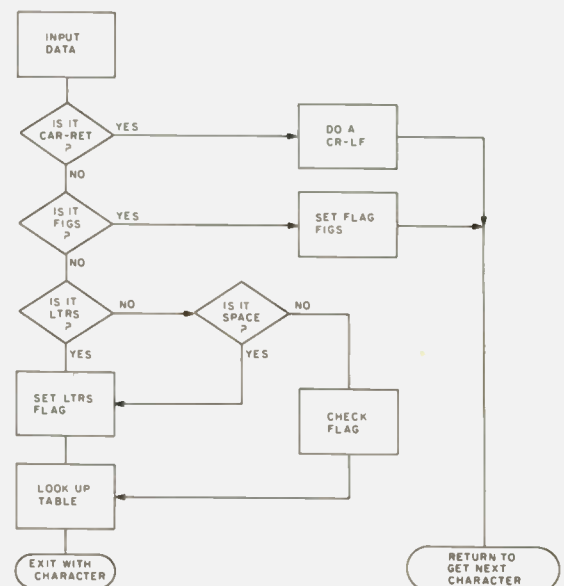 INPUT
DATA
IS IT
CAR-RET
?
YES
NO
DO A
CR-LF
IS IT
FIGS
?
YES
NO
SET FLAG
FIGS
IS IT
LTRS
?
NO
YES
IS IT
SPACE
?
NO
YES
SET LTRS
FLAG
CHECK
FLAG
LOOK UP
TABLE
EXIT WITH
CHARACTER
RETURN TO
GET NEXT
CHARACTER